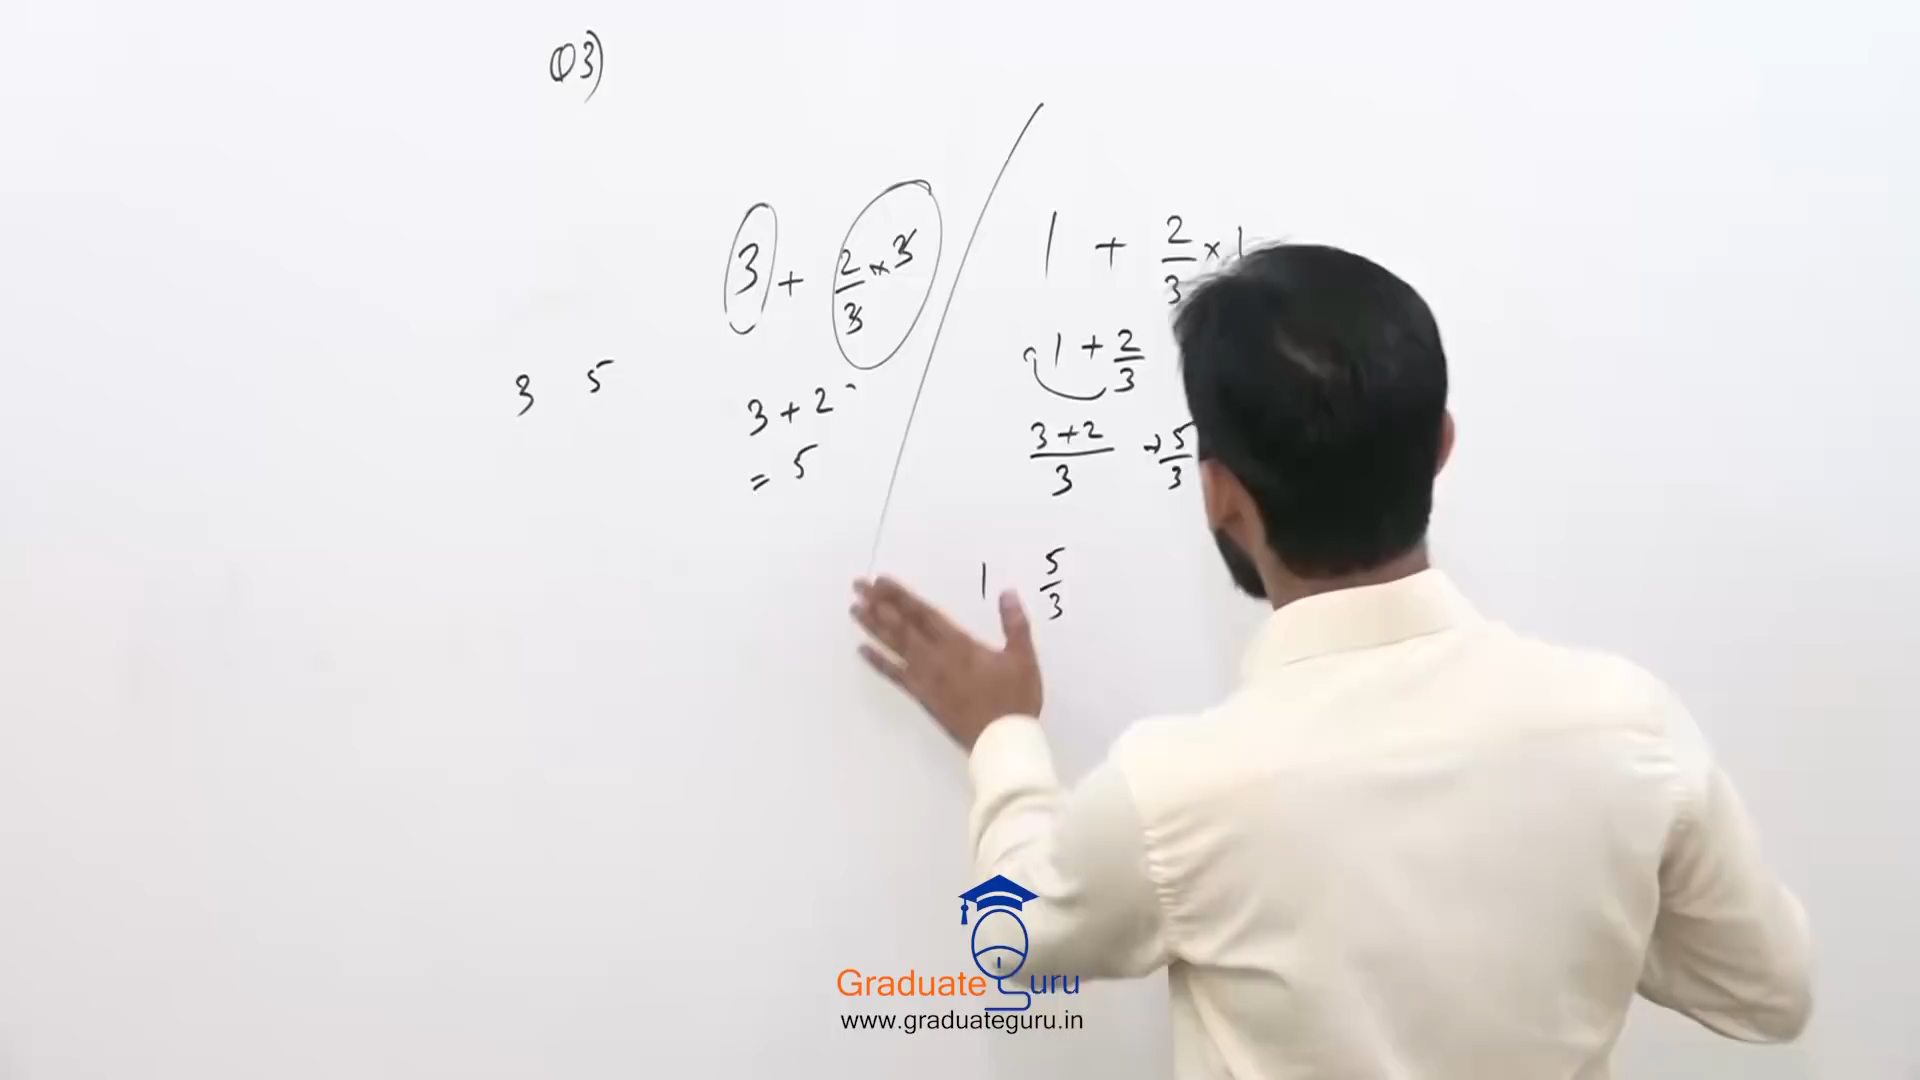 Q3)
3 + 2/3 × 3
1 + 2/3 × 1
1 + 2/3
3 5
3 + 2
= 5
3+2/3 → 5/3
1 5/3
Graduate Guru
www.graduateguru.in